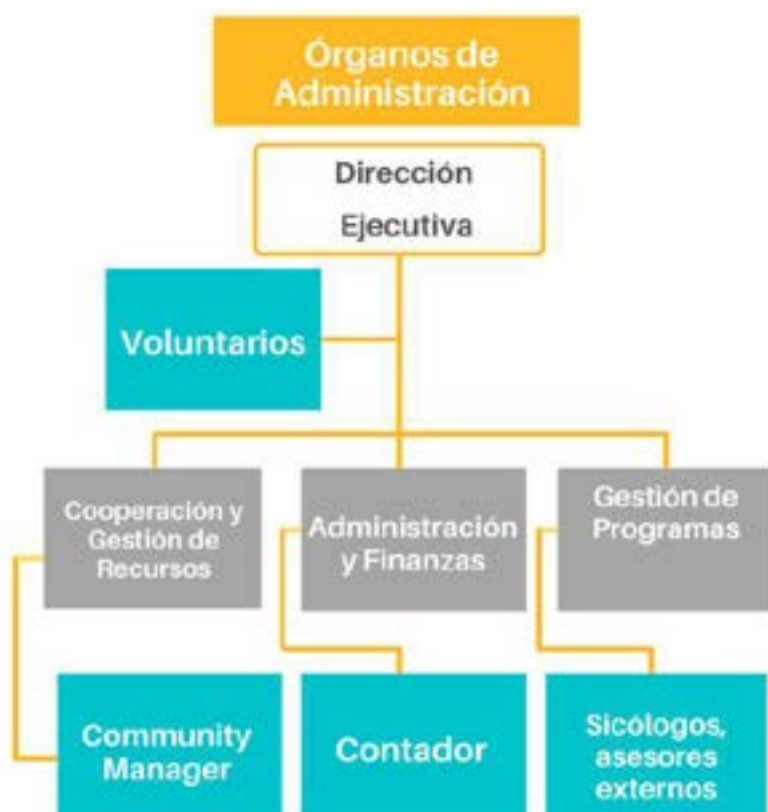 Órganos de
Administración
Dirección
Ejecutiva
Voluntarios
Cooperación y
Gestión de
Recursos
Administración
y Finanzas
Gestión de
Programas
Community
Manager
Contador
Sicólogos,
asesores
externos